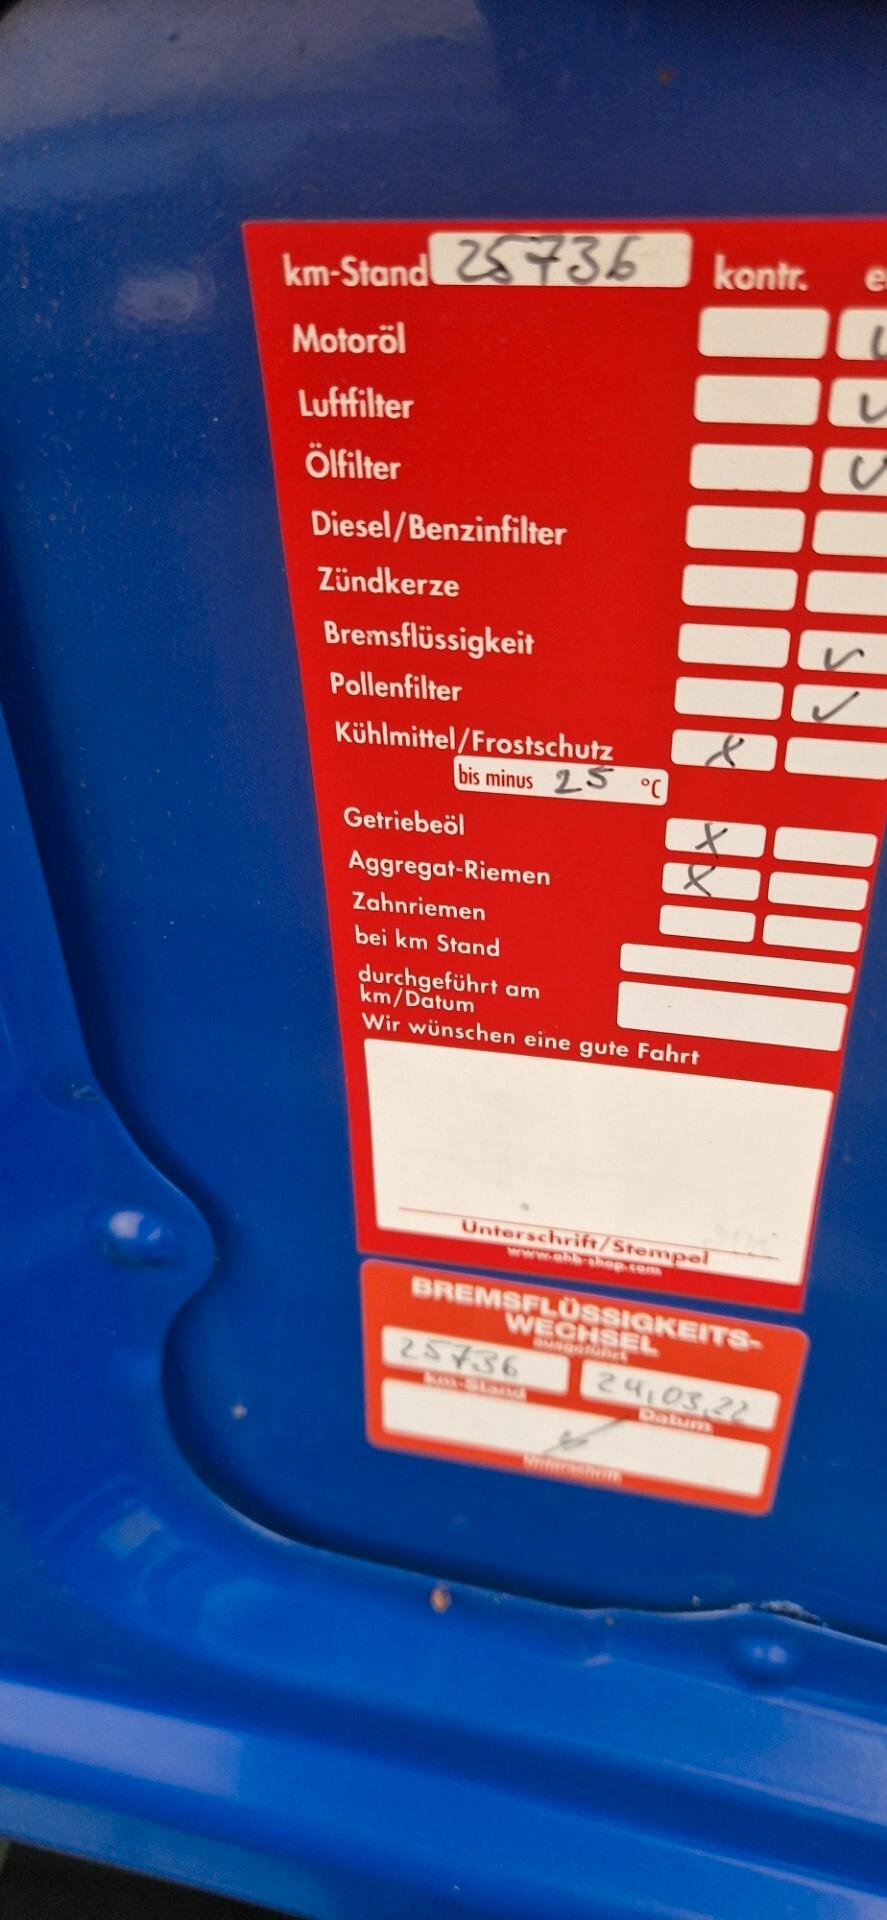 km-Stand 25736 kontr. e
Motoröl
Luftfilter ✓
Ölfilter ✓
Diesel/Benzinfilter
Zündkerze
Bremsflüssigkeit ✓
Pollenfilter ✓
Kühlmittel/Frostschutz X
bis minus 25 °C
Getriebeöl X
Aggregat-Riemen X
Zahnriemen
bei km Stand
durchgeführt am
km/Datum
Wir wünschen eine gute Fahrt
Unterschrift/Stempel
www.ahb-shop.com
BREMSFLÜSSIGKEITS-
WECHSEL
ausgeführt
25736 24,03,22
km-Stand Datum
Unterschrift